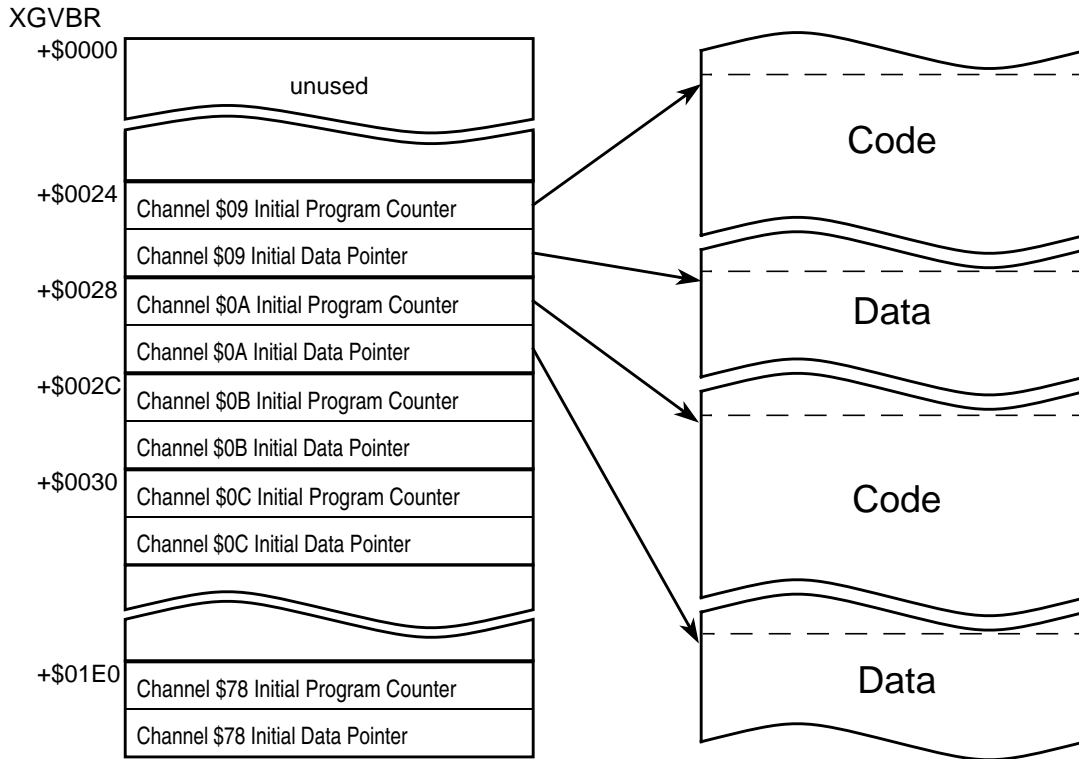 XGVBR
+$0000
unused
+$0024
Channel $09 Initial Program Counter
Channel $09 Initial Data Pointer
+$0028
Channel $0A Initial Program Counter
Channel $0A Initial Data Pointer
+$002C
Channel $0B Initial Program Counter
Channel $0B Initial Data Pointer
+$0030
Channel $0C Initial Program Counter
Channel $0C Initial Data Pointer
+$01E0
Channel $78 Initial Program Counter
Channel $78 Initial Data Pointer
Code
Data
Code
Data